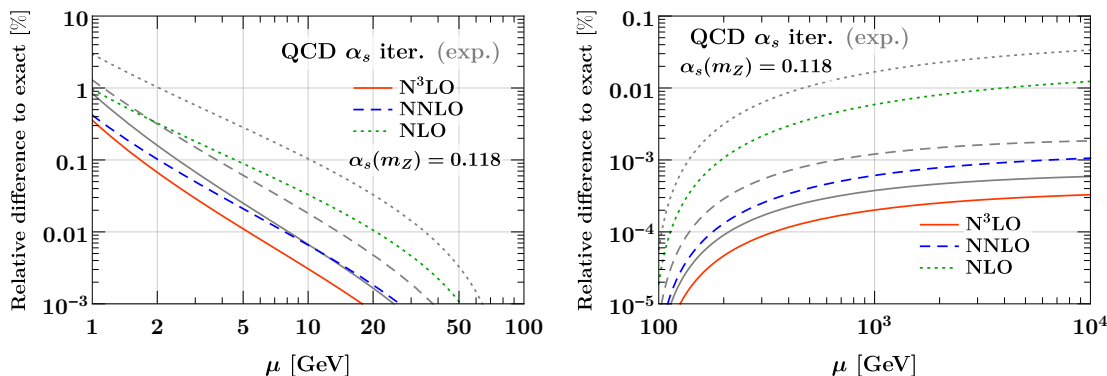 Relative difference to exact [%]
10
1
0.1
0.01
10⁻³
QCD αₛ iter. (exp.)
N³LO
NNLO
NLO
αₛ(m_Z) = 0.118
1 2 5 10 20 50 100
μ [GeV]
Relative difference to exact [%]
0.1
0.01
10⁻³
10⁻⁴
10⁻⁵
QCD αₛ iter. (exp.)
αₛ(m_Z) = 0.118
N³LO
NNLO
NLO
100 10³ 10⁴
μ [GeV]